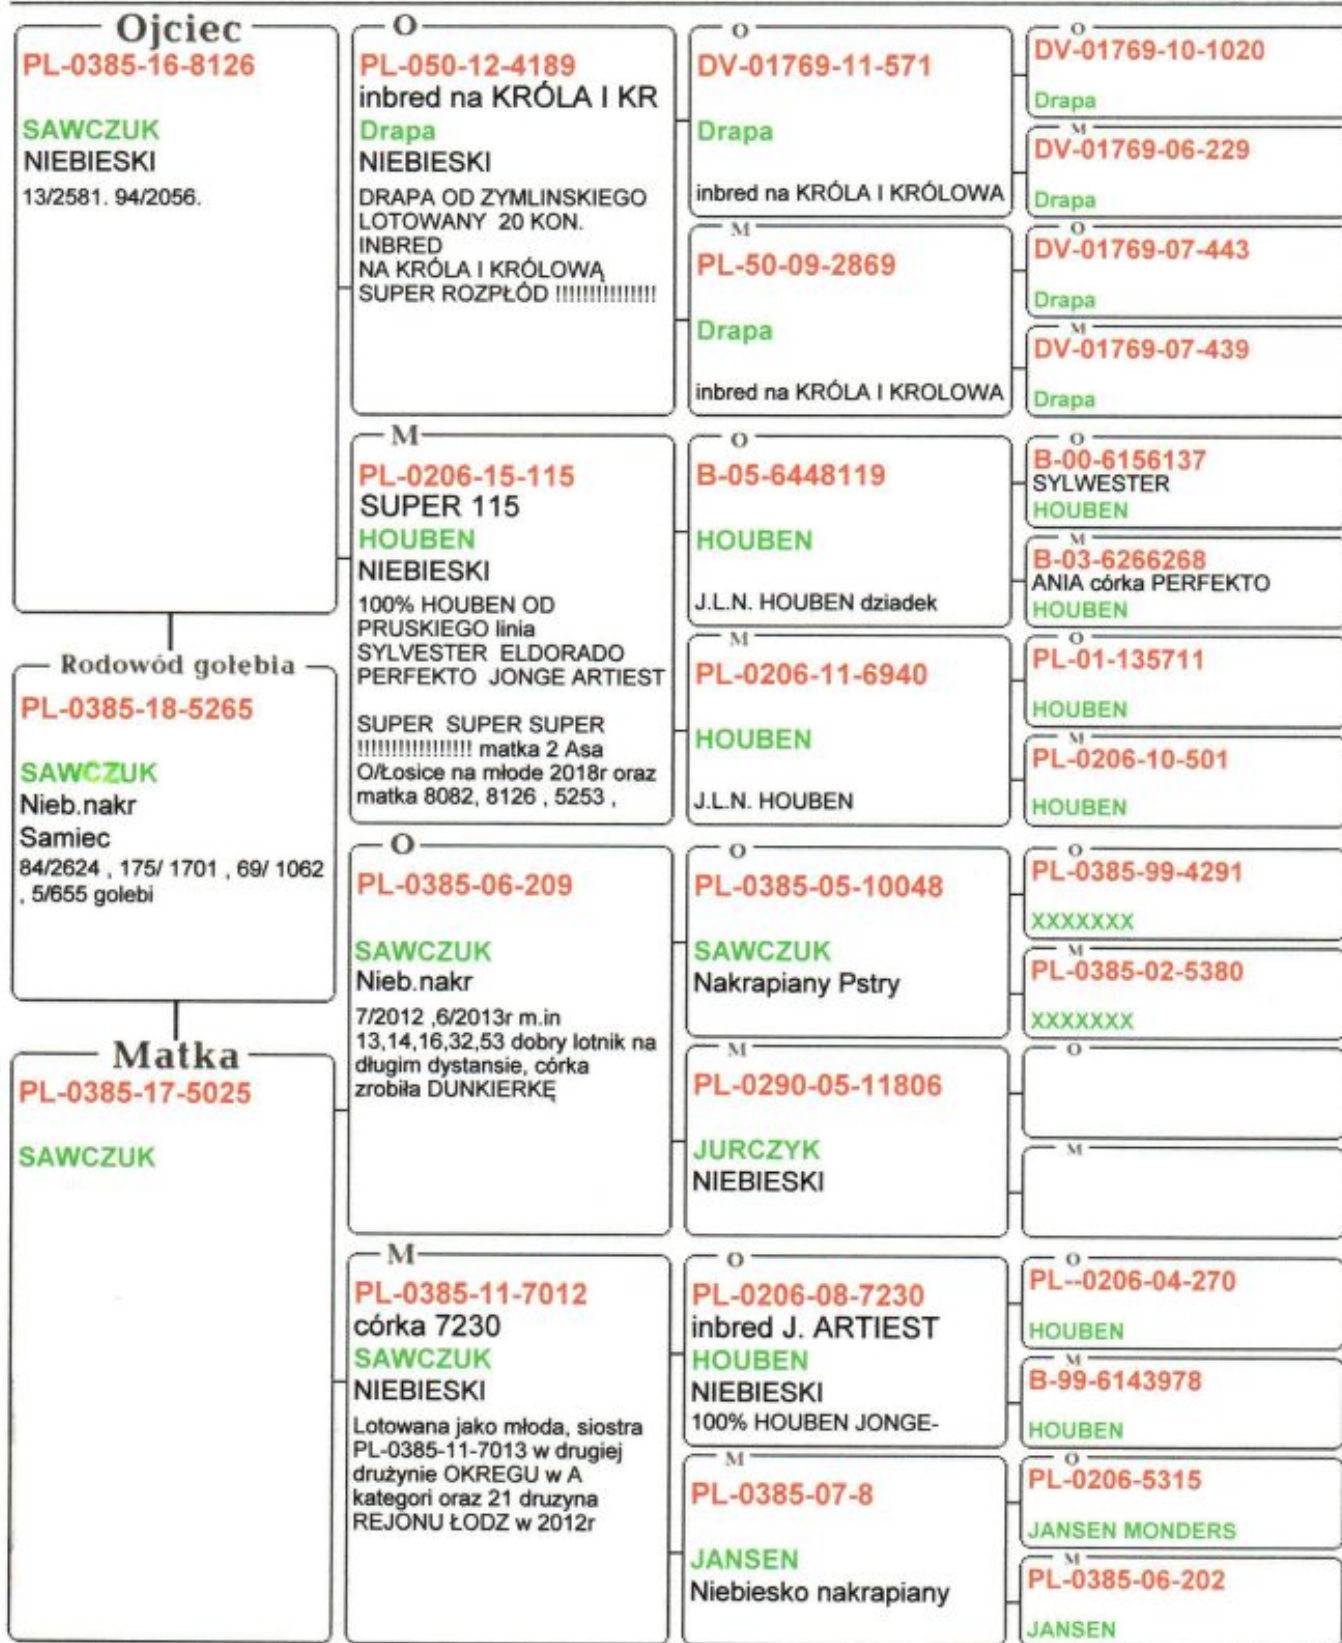 Ojciec
PL-0385-16-8126
SAWCZUK
NIEBIESKI
13/2581. 94/2056.
Rodowód gołębia
PL-0385-18-5265
SAWCZUK
Nieb.nakr
Samiec
84/2624 , 175/ 1701 , 69/ 1062
, 5/655 golebi
Matka
PL-0385-17-5025
SAWCZUK
O
PL-050-12-4189
inbred na KRÓLA I KR
Drapa
NIEBIESKI
DRAPA OD ZYMLINSKIEGO
LOTOWANY 20 KON.
INBRED
NA KRÓLA I KRÓLOWĄ
SUPER ROZPŁÓD !!!!!!!!!!!!!!!
M
PL-0206-15-115
SUPER 115
HOUBEN
NIEBIESKI
100% HOUBEN OD
PRUSKIEGO linia
SYLVESTER ELDORADO
PERFEKTO JONGE ARTIEST
SUPER SUPER SUPER
!!!!!!!!!!!!!!!!! matka 2 Asa
O/Łosice na młode 2018r oraz
matka 8082, 8126 , 5253 ,
O
PL-0385-06-209
SAWCZUK
Nieb.nakr
7/2012 ,6/2013r m.in
13,14,16,32,53 dobry lotnik na
długim dystansie, córka
zrobiła DUNKIERKĘ
M
PL-0385-11-7012
córka 7230
SAWCZUK
NIEBIESKI
Lotowana jako młoda, siostra
PL-0385-11-7013 w drugiej
drużynie OKREGU w A
kategori oraz 21 druzyna
REJONU ŁODZ w 2012r
O
DV-01769-11-571
Drapa
inbred na KRÓLA I KRÓLOWA
M
PL-50-09-2869
Drapa
inbred na KRÓLA I KROLOWA
O
B-05-6448119
HOUBEN
J.L.N. HOUBEN dziadek
M
PL-0206-11-6940
HOUBEN
J.L.N. HOUBEN
O
PL-0385-05-10048
SAWCZUK
Nakrapiany Pstry
M
PL-0290-05-11806
JURCZYK
NIEBIESKI
O
PL-0206-08-7230
inbred J. ARTIEST
HOUBEN
NIEBIESKI
100% HOUBEN JONGE-
M
PL-0385-07-8
JANSEN
Niebiesko nakrapiany
O
DV-01769-10-1020
Drapa
M
DV-01769-06-229
Drapa
O
DV-01769-07-443
Drapa
M
DV-01769-07-439
Drapa
O
B-00-6156137
SYLWESTER
HOUBEN
M
B-03-6266268
ANIA córka PERFEKTO
HOUBEN
O
PL-01-135711
HOUBEN
M
PL-0206-10-501
HOUBEN
O
PL-0385-99-4291
XXXXXXX
M
PL-0385-02-5380
XXXXXXX
O
M
O
PL--0206-04-270
HOUBEN
M
B-99-6143978
HOUBEN
O
PL-0206-5315
JANSEN MONDERS
M
PL-0385-06-202
JANSEN